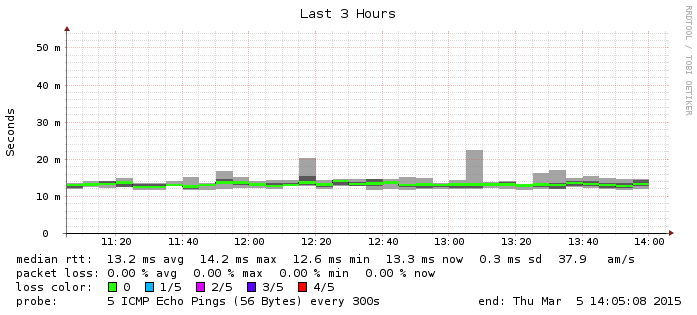 Last 3 Hours
RRDTOOL / TOBI OETIKER
Seconds
50 m
40 m
30 m
20 m
10 m
0
11:20 11:40 12:00 12:20 12:40 13:00 13:20 13:40 14:00
median rtt: 13.2 ms avg 14.2 ms max 12.6 ms min 13.3 ms now 0.3 ms sd 37.9 am/s
packet loss: 0.00 % avg 0.00 % max 0.00 % min 0.00 % now
loss color: 0 1/5 2/5 3/5 4/5
probe: 5 ICMP Echo Pings (56 Bytes) every 300s end: Thu Mar 5 14:05:08 2015